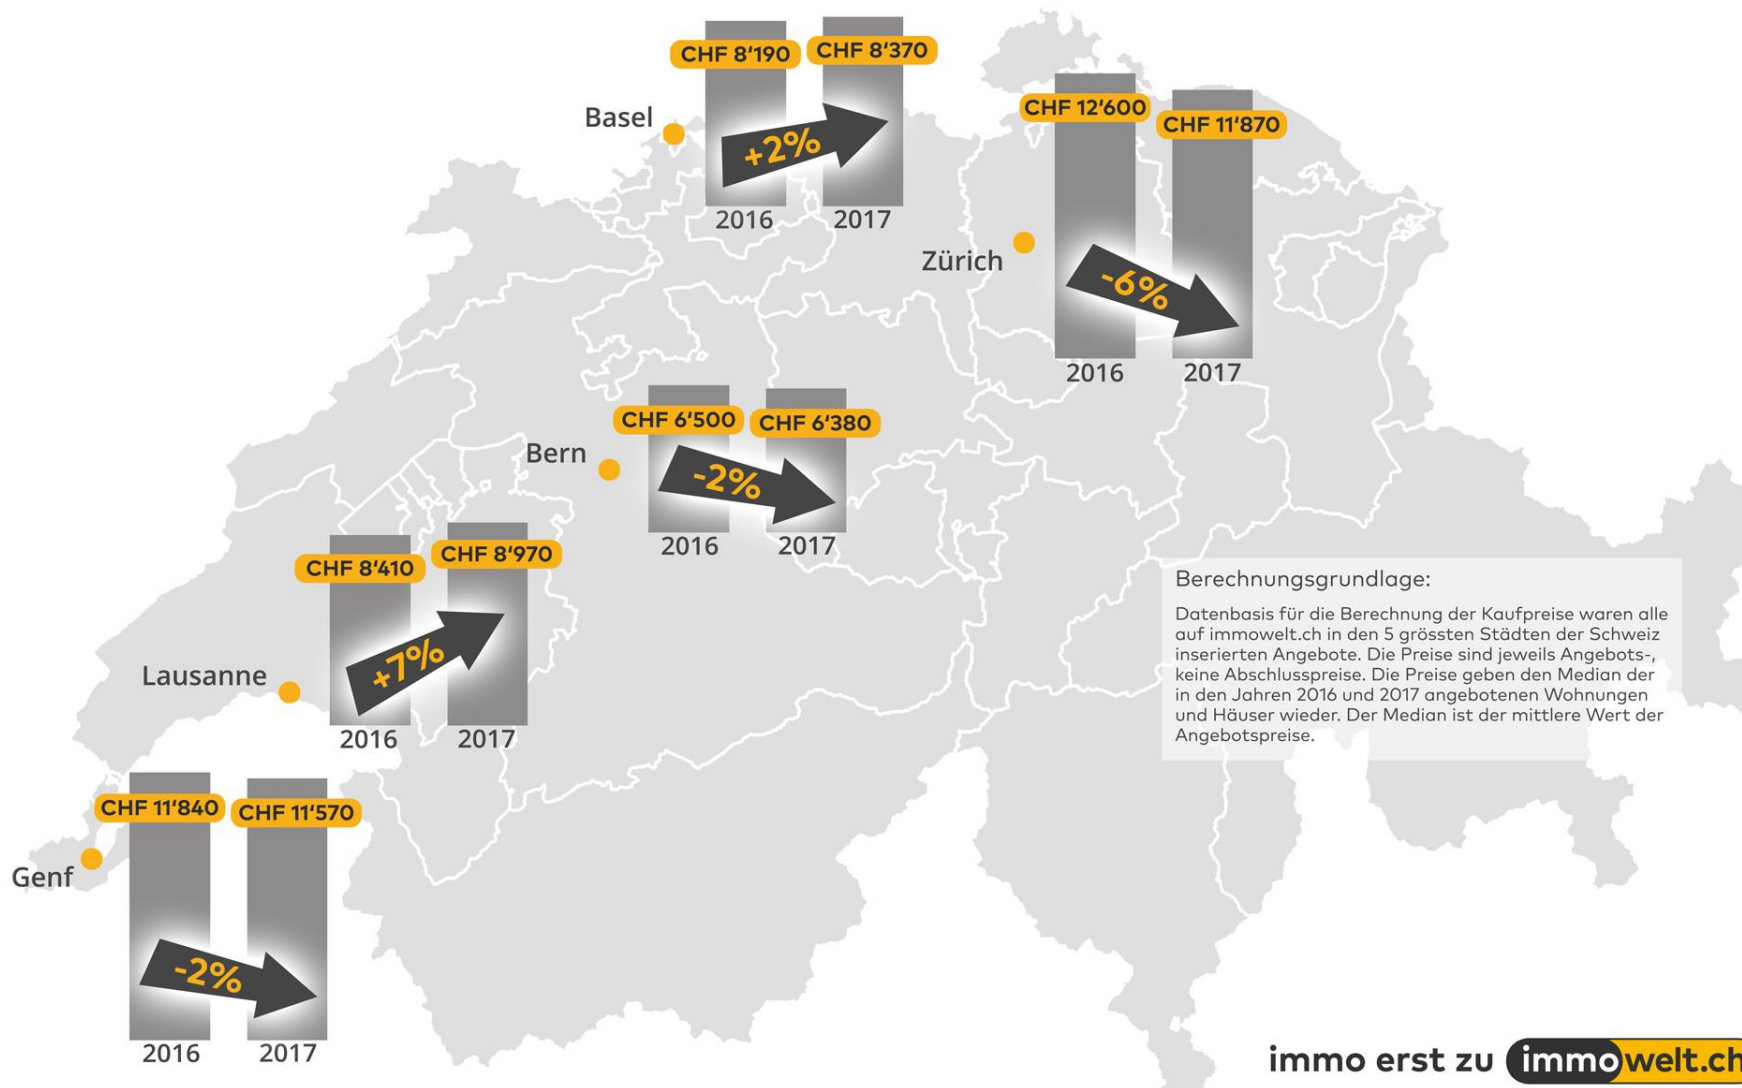 CHF 8‘190
CHF 8‘370
Basel
+2%
2016
2017
CHF 12‘600
CHF 11‘870
Zürich
-6%
2016
2017
CHF 6‘500
CHF 6‘380
Bern
-2%
2016
2017
CHF 8‘410
CHF 8‘970
Lausanne
+7%
2016
2017
Berechnungsgrundlage:
Datenbasis für die Berechnung der Kaufpreise waren alle
auf immowelt.ch in den 5 grössten Städten der Schweiz
inserierten Angebote. Die Preise sind jeweils Angebots-,
keine Abschlusspreise. Die Preise geben den Median der
in den Jahren 2016 und 2017 angebotenen Wohnungen
und Häuser wieder. Der Median ist der mittlere Wert der
Angebotspreise.
CHF 11‘840
CHF 11‘570
Genf
-2%
2016
2017
immo erst zu immowelt.ch